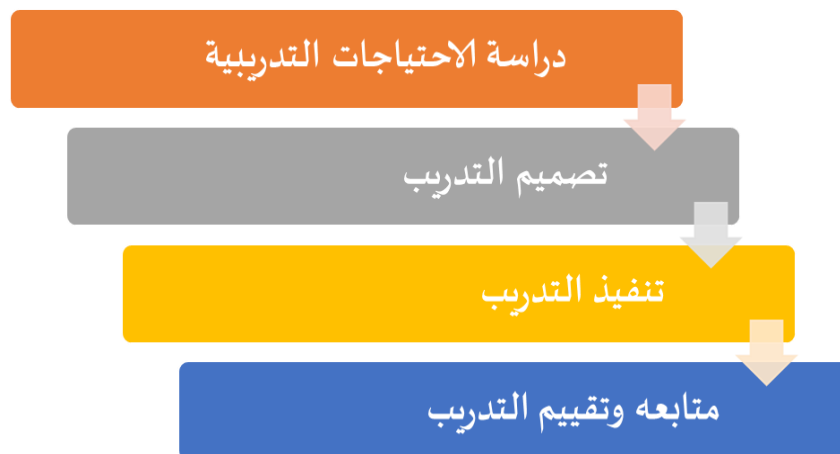 دراسة الاحتياجات التدريبية
تصميم التدريب
تنفيذ التدريب
متابعه وتقييم التدريب